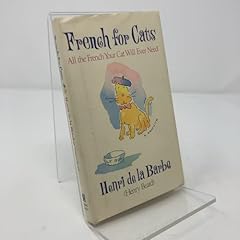 French for Cats
All the French Your Cat Will Ever Need
Henri de la Barbe
(Henry Beard)